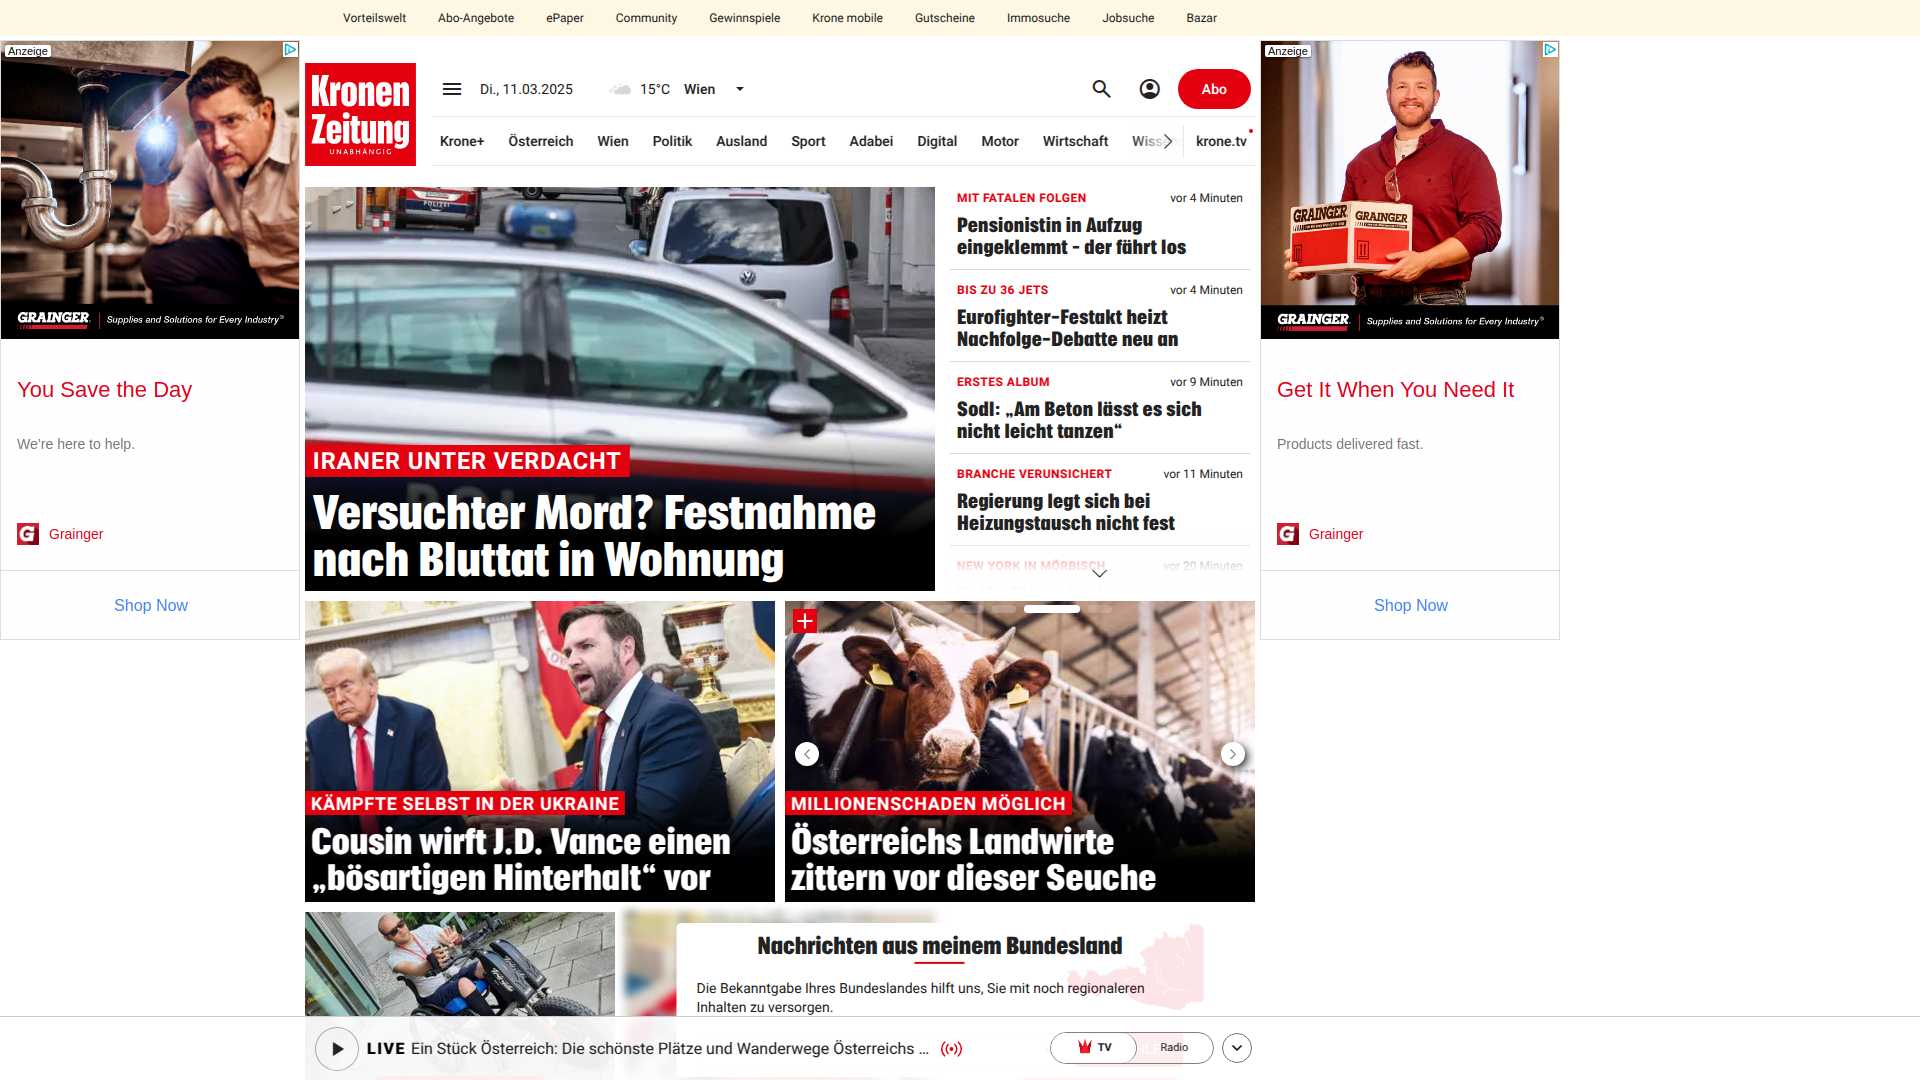 Vorteilswelt Abo-Angebote ePaper Community Gewinnspiele Krone mobile Gutscheine Immosuche Jobsuche Bazar
Anzeige
GRAINGER Supplies and Solutions for Every Industry®
You Save the Day
We're here to help.
G Grainger
Shop Now
Kronen
Zeitung
UNABHÄNGIG
Di., 11.03.2025 15°C Wien
Abo
Krone+ Österreich Wien Politik Ausland Sport Adabei Digital Motor Wirtschaft krone.tv
POLIZEI
IRANER UNTER VERDACHT
Versuchter Mord? Festnahme
nach Bluttat in Wohnung
MIT FATALEN FOLGEN vor 4 Minuten
Pensionistin in Aufzug
eingeklemmt – der fährt los
BIS ZU 36 JETS vor 4 Minuten
Eurofighter-Festakt heizt
Nachfolge-Debatte neu an
ERSTES ALBUM vor 9 Minuten
Sodl: „Am Beton lässt es sich
nicht leicht tanzen“
BRANCHE VERUNSICHERT vor 11 Minuten
Regierung legt sich bei
Heizungstausch nicht fest
NEW YORK IN MÖRBISCH vor 20 Minuten
KÄMPFTE SELBST IN DER UKRAINE
Cousin wirft J.D. Vance einen
„bösartigen Hinterhalt“ vor
MILLIONENSCHADEN MÖGLICH
Österreichs Landwirte
zittern vor dieser Seuche
Nachrichten aus meinem Bundesland
Die Bekanntgabe Ihres Bundeslandes hilft uns, Sie mit noch regionaleren
Inhalten zu versorgen.
LIVE Ein Stück Österreich: Die schönste Plätze und Wanderwege Österreichs ...
TV Radio
Anzeige
GRAINGER
GRAINGER
GRAINGER Supplies and Solutions for Every Industry®
Get It When You Need It
Products delivered fast.
G Grainger
Shop Now